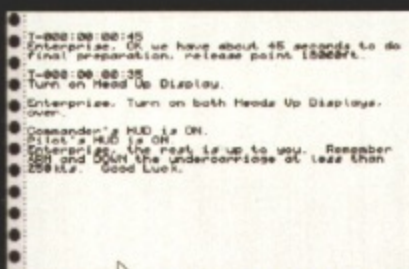 T-000:00:00:45
Enterprise, OK we have about 45 seconds to do
final preparation, release point 18000ft.
T-000:00:00:35
Turn on Head Up Display.
Enterprise, Turn on both Heads Up Displays,
over.
Commander's HUD is ON.
Pilot's HUD is ON
Enterprise, the rest is up to you. Remember
ARM and DOWN the undercarriage at less than
250kts. Good Luck.